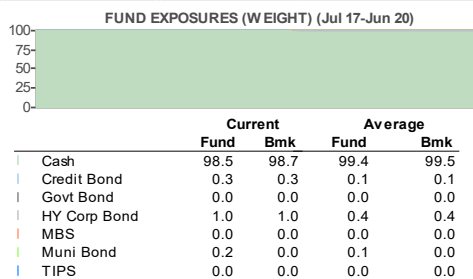 FUND EXPOSURES (WEIGHT) (Jul 17-Jun 20)
100
75
50
25
0
Current Average
Fund Bmk Fund Bmk
Cash 98.5 98.7 99.4 99.5
Credit Bond 0.3 0.3 0.1 0.1
Govt Bond 0.0 0.0 0.0 0.0
HY Corp Bond 1.0 1.0 0.4 0.4
MBS 0.0 0.0 0.0 0.0
Muni Bond 0.2 0.0 0.1 0.0
TIPS 0.0 0.0 0.0 0.0